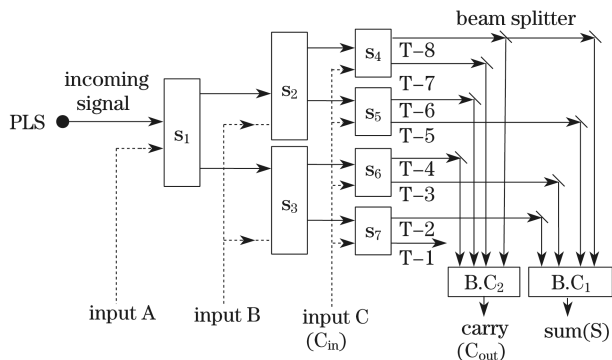 beam splitter
incoming
signal
PLS
s1
s2
s3
s4
s5
s6
s7
T–8
T–7
T–6
T–5
T–4
T–3
T–2
T–1
B.C2
B.C1
input A
input B
input C
(Cin)
carry
(Cout)
sum(S)